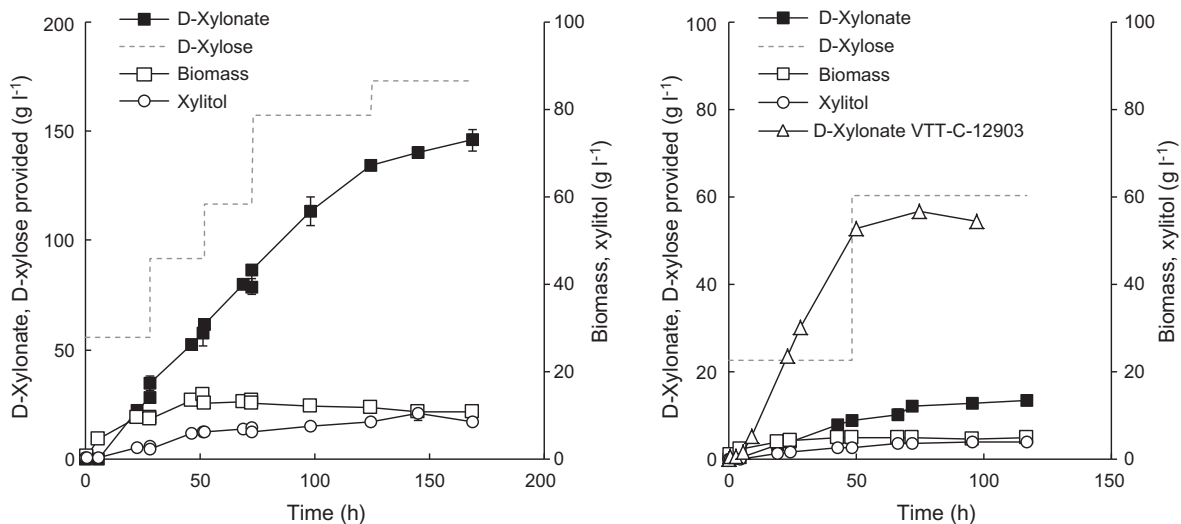 D-Xylonate
D-Xylose
Biomass
Xylitol
200
150
100
50
0
100
80
60
40
20
0
0
50
100
150
200
D-Xylonate, D-xylose provided (g l⁻¹)
Biomass, xylitol (g l⁻¹)
Time (h)
D-Xylonate
D-Xylose
Biomass
Xylitol
D-Xylonate VTT-C-12903
100
80
60
40
20
0
100
80
60
40
20
0
0
50
100
150
D-Xylonate, D-xylose provided (g l⁻¹)
Biomass, xylitol (g l⁻¹)
Time (h)